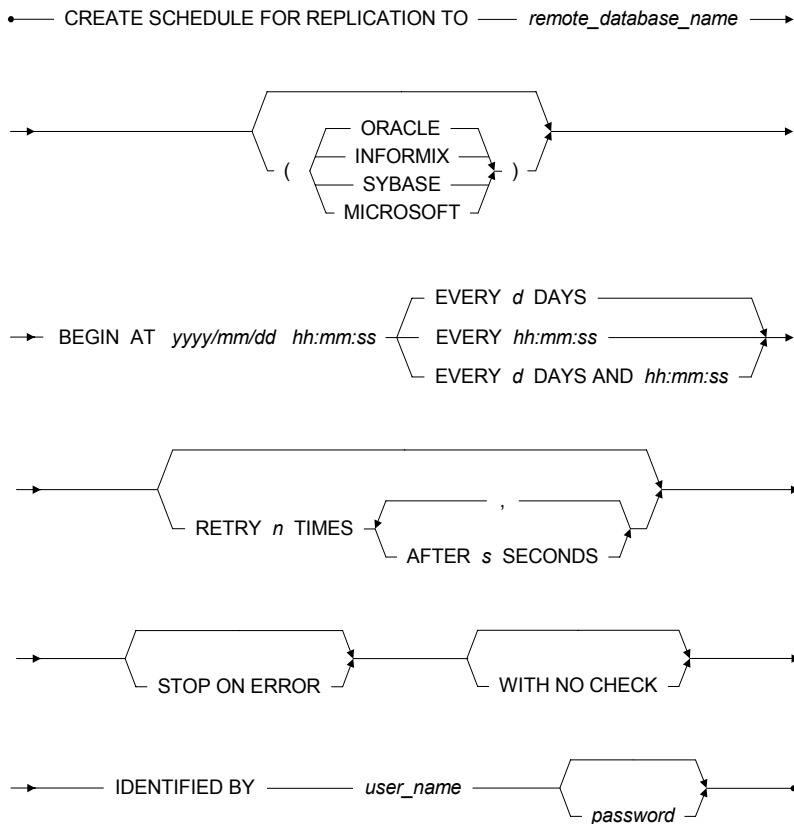 CREATE SCHEDULE FOR REPLICATION TO remote_database_name
ORACLE
INFORMIX
( )
SYBASE
MICROSOFT
EVERY d DAYS
BEGIN AT yyyy/mm/dd hh:mm:ss EVERY hh:mm:ss
EVERY d DAYS AND hh:mm:ss
,
RETRY n TIMES
AFTER s SECONDS
STOP ON ERROR WITH NO CHECK
IDENTIFIED BY user_name
password